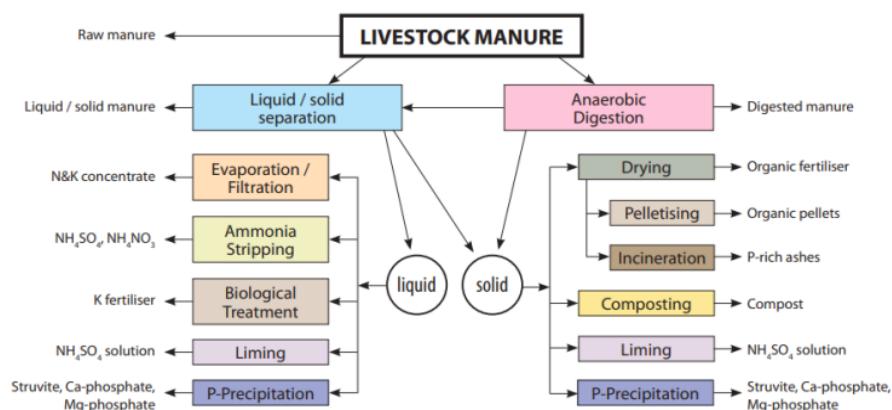 LIVESTOCK MANURE
Raw manure
Liquid / solid manure
Liquid / solid
separation
Anaerobic
Digestion
Digested manure
N&K concentrate
Evaporation /
Filtration
Drying
Organic fertiliser
Pelletising
Organic pellets
NH₄SO₄, NH₄NO₃
Ammonia
Stripping
Incineration
P-rich ashes
liquid
solid
K fertiliser
Biological
Treatment
Composting
Compost
NH₄SO₄ solution
Liming
Liming
NH₄SO₄ solution
Struvite, Ca-phosphate,
Mg-phosphate
P-Precipitation
P-Precipitation
Struvite, Ca-phosphate,
Mg-phosphate